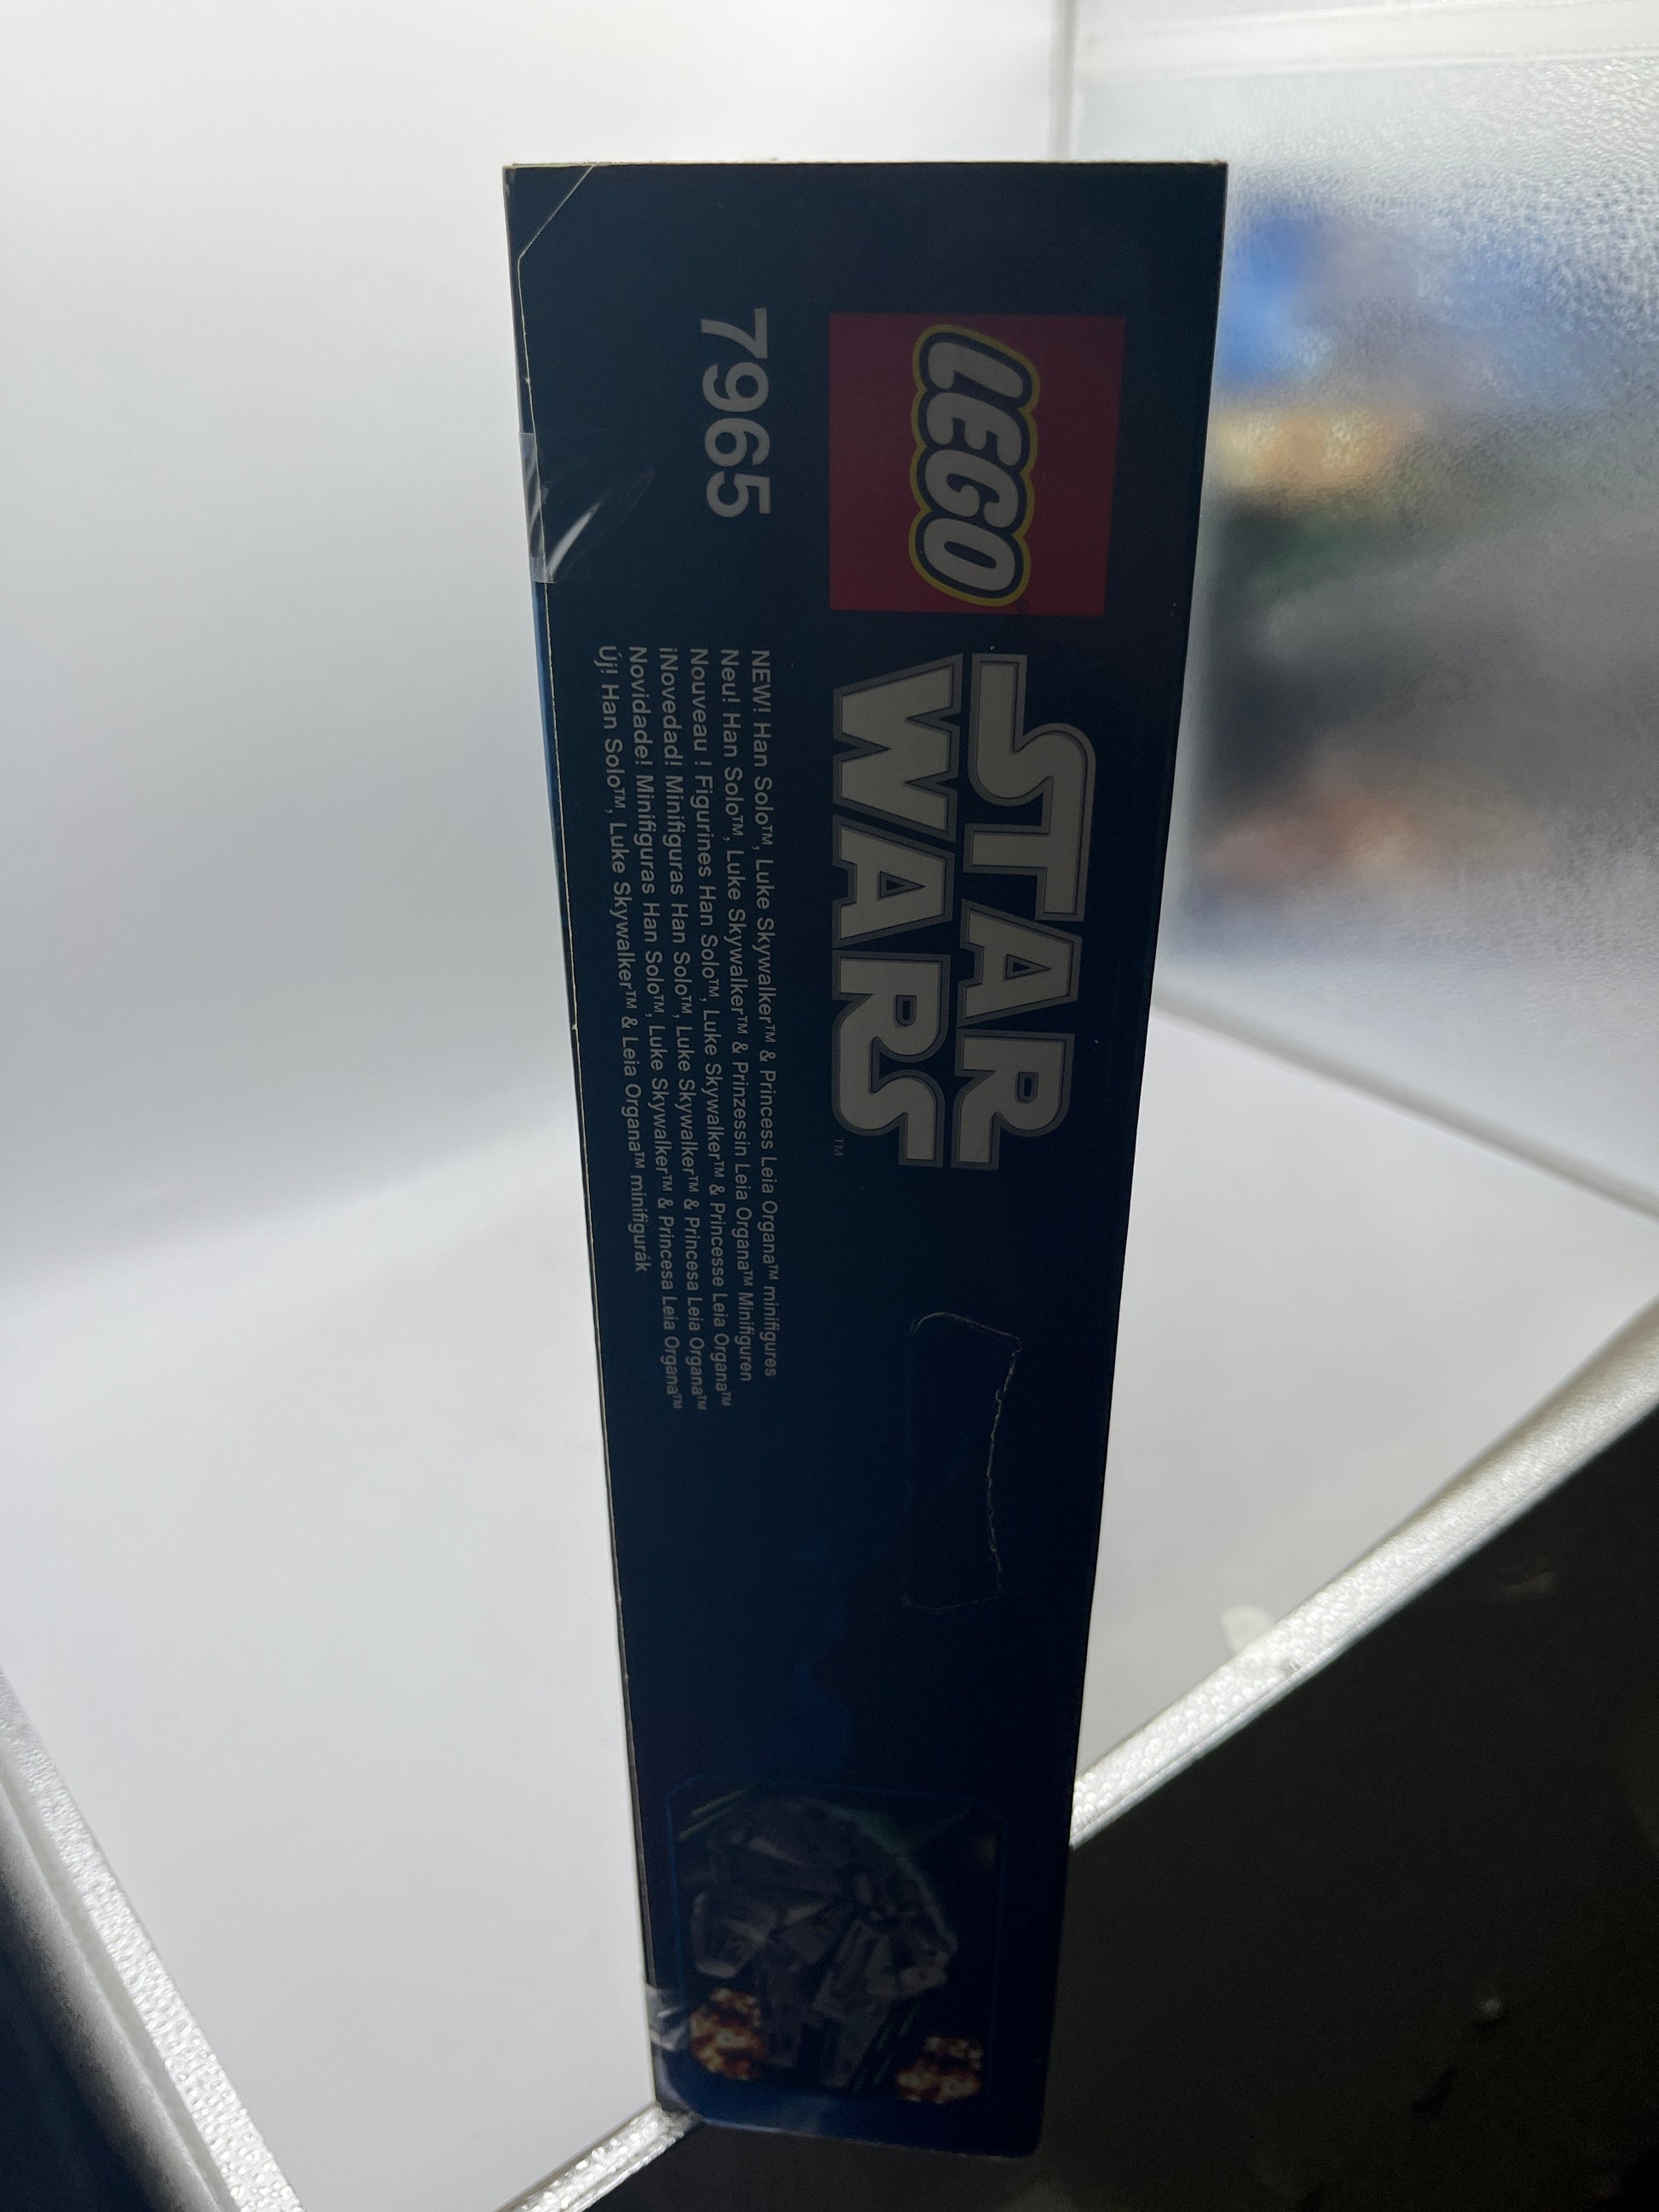 LEGO®
STAR
WARS™
7965
NEW! Han Solo™, Luke Skywalker™ & Princess Leia Organa™ minifigures
Neu! Han Solo™, Luke Skywalker™ & Prinzessin Leia Organa™ Minifiguren
Nouveau ! Figurines Han Solo™, Luke Skywalker™ & Princesse Leia Organa™
¡Novedad! Minifiguras Han Solo™, Luke Skywalker™ & Princesa Leia Organa™
Novidade! Minifiguras Han Solo™, Luke Skywalker™ & Princesa Leia Organa™
Új! Han Solo™, Luke Skywalker™ & Leia Organa™ minifigurák